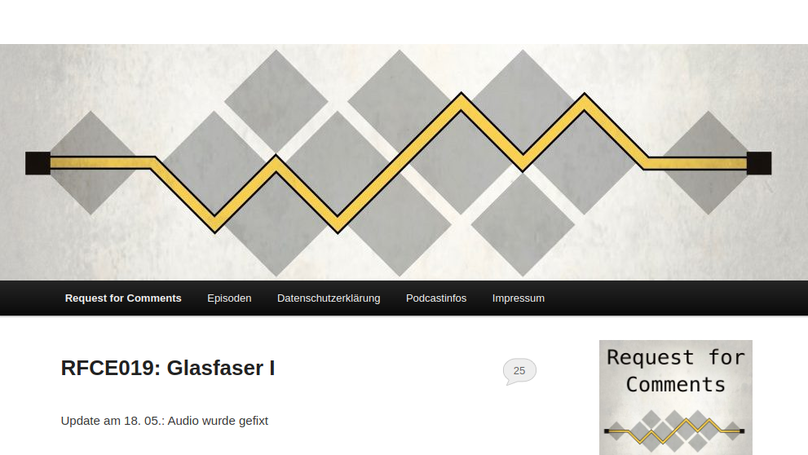 Request for Comments Episoden Datenschutzerklärung Podcastinfos Impressum
RFCE019: Glasfaser I
25
Update am 18. 05.: Audio wurde gefixt
Request for
Comments